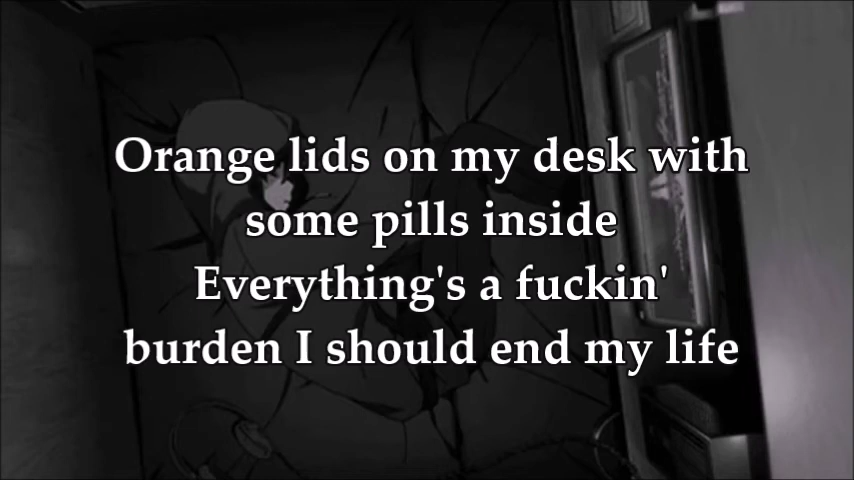 Orange lids on my desk with
some pills inside
Everything's a fuckin'
burden I should end my life